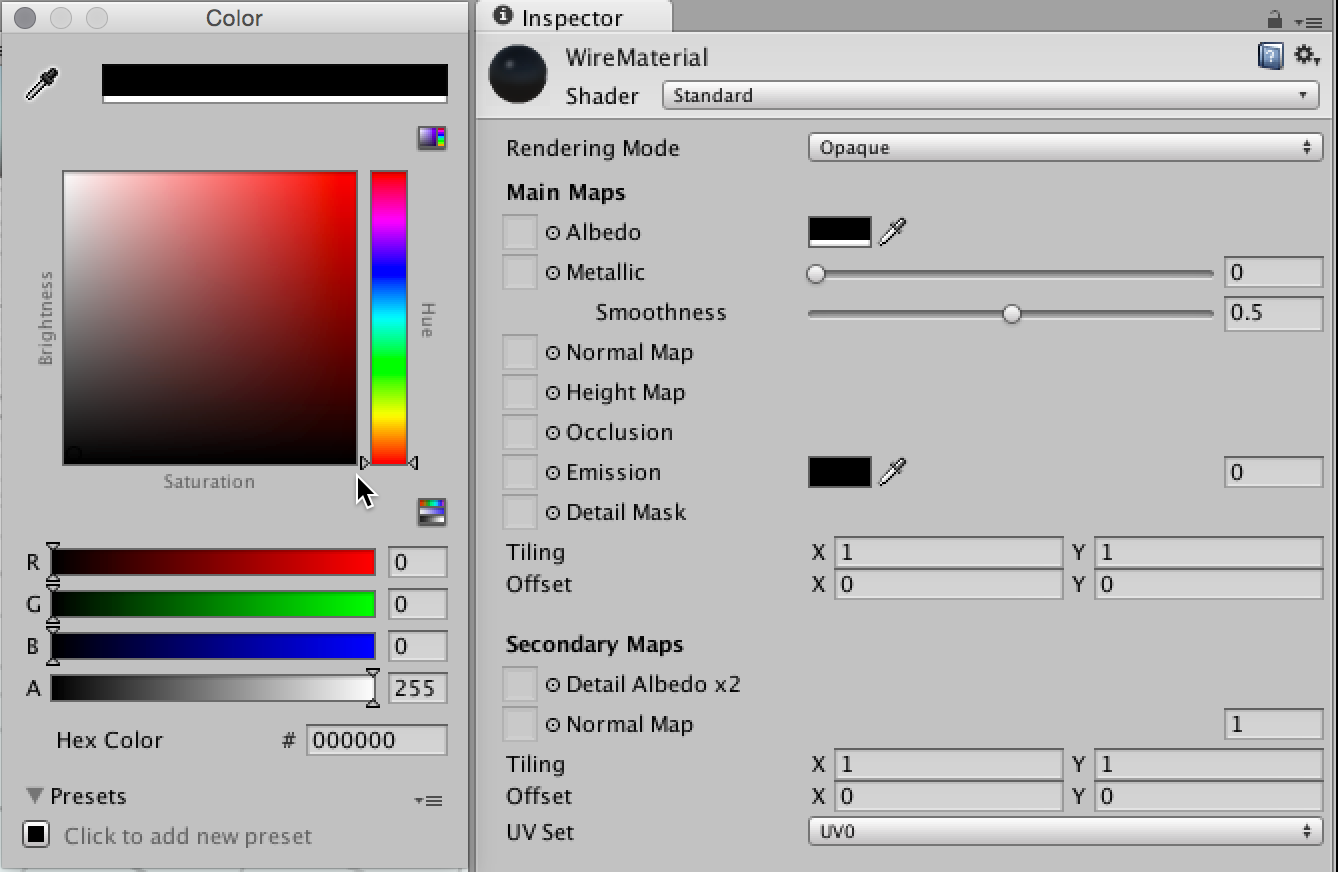 Color
Brightness
Hue
Saturation
R 0
G 0
B 0
A 255
Hex Color # 000000
Presets
Click to add new preset
Inspector
WireMaterial
Shader Standard
Rendering Mode Opaque
Main Maps
Albedo
Metallic 0
Smoothness 0.5
Normal Map
Height Map
Occlusion
Emission 0
Detail Mask
Tiling X 1 Y 1
Offset X 0 Y 0
Secondary Maps
Detail Albedo x2
Normal Map 1
Tiling X 1 Y 1
Offset X 0 Y 0
UV Set UV0